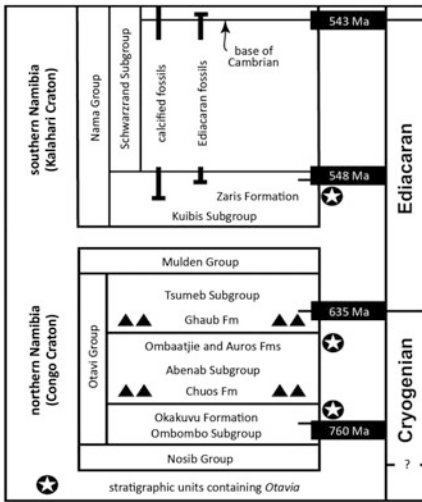 southern Namibia
(Kalahari Craton)
Nama Group
Schwarzrand Subgroup
calcified fossils
Ediacaran fossils
base of
Cambrian
543 Ma
548 Ma
Zaris Formation
Kuibis Subgroup
Ediacaran
northern Namibia
(Congo Craton)
Mulden Group
Otavi Group
Tsumeb Subgroup
Ghaub Fm
635 Ma
Ombaatjie and Auros Fms
Abenab Subgroup
Chuos Fm
Okakuvu Formation
Ombombo Subgroup
760 Ma
Nosib Group
Cryogenian
?
stratigraphic units containing Otavia